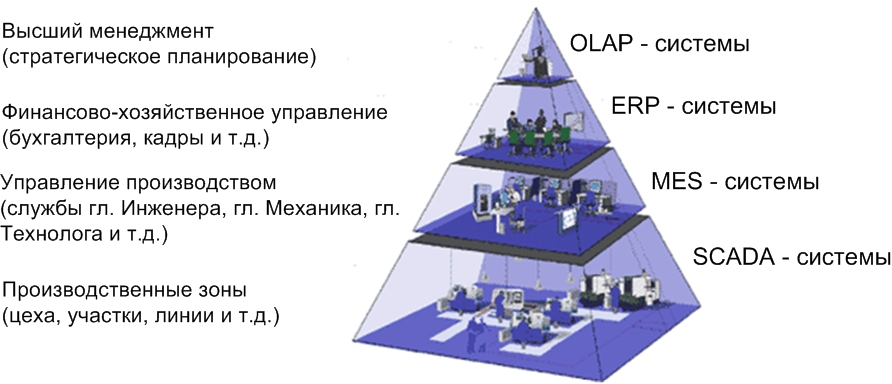 Высший менеджмент
(стратегическое планирование)
OLAP - системы
Финансово-хозяйственное управление
(бухгалтерия, кадры и т.д.)
ERP - системы
Управление производством
(службы гл. Инженера, гл. Механика, гл.
Технолога и т.д.)
MES - системы
Производственные зоны
(цеха, участки, линии и т.д.)
SCADA - системы